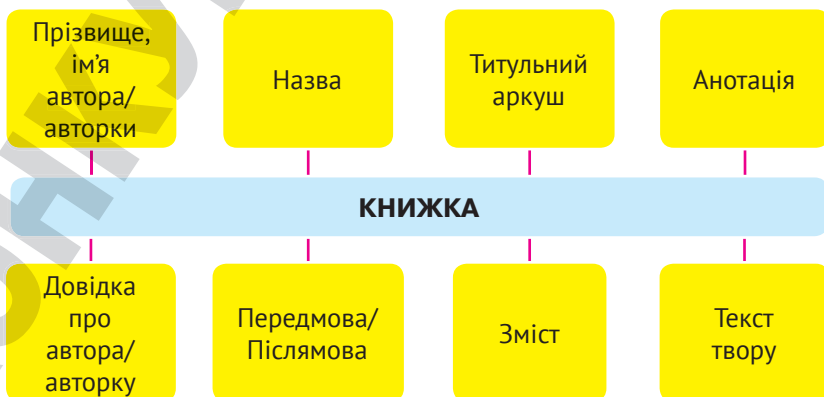 Прізвище,
ім’я
автора/
авторки
Назва
Титульний
аркуш
Анотація
КНИЖКА
Довідка
про
автора/
авторку
Передмова/
Післямова
Зміст
Текст
твору